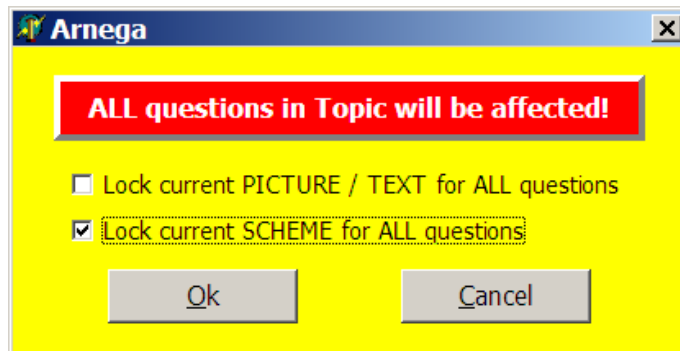 Arnega
ALL questions in Topic will be affected!
Lock current PICTURE / TEXT for ALL questions
Lock current SCHEME for ALL questions
Ok
Cancel